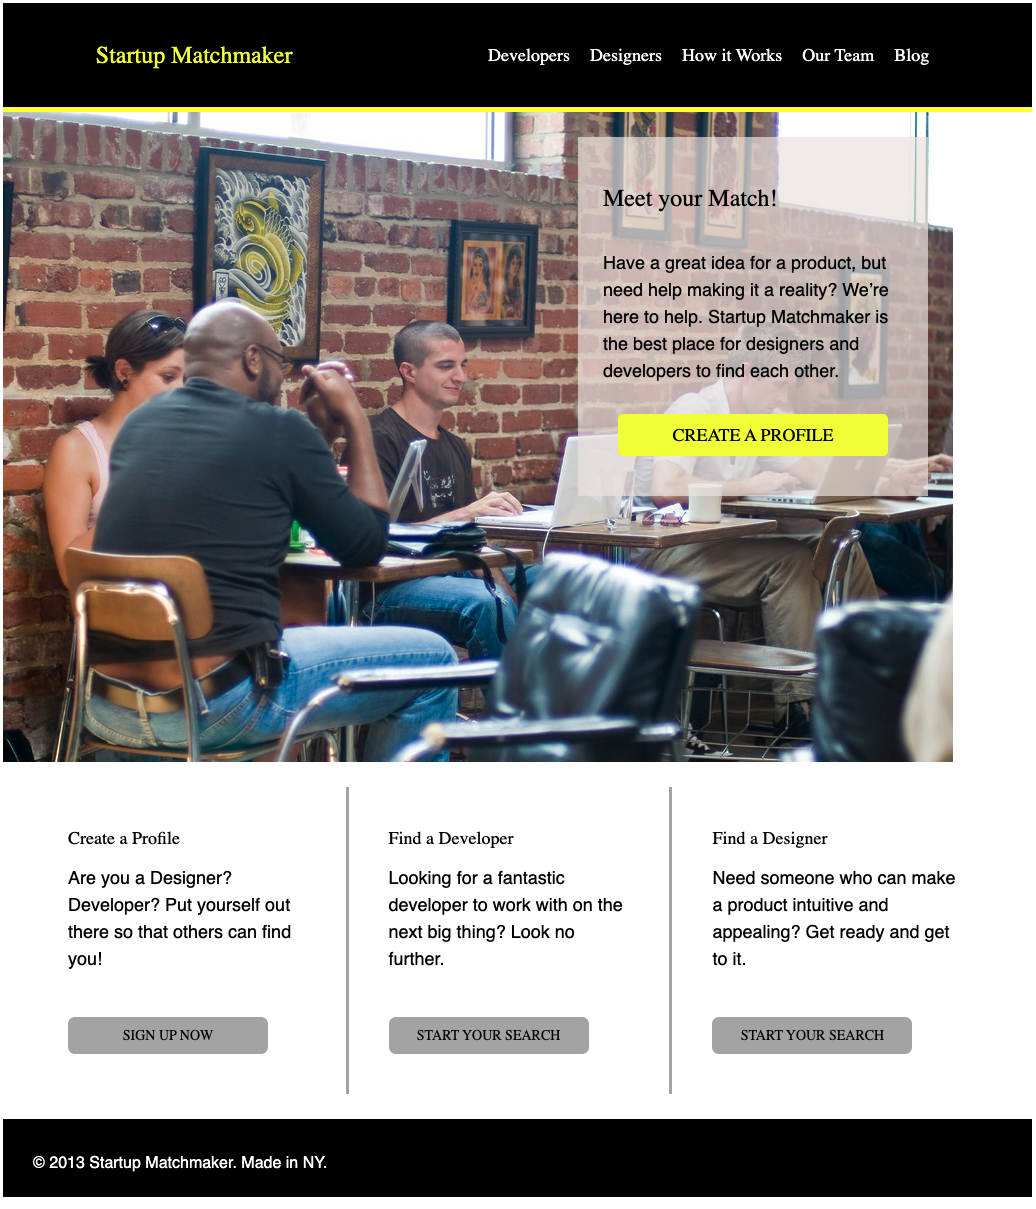 Startup Matchmaker
Developers Designers How it Works Our Team Blog
Meet your Match!
Have a great idea for a product, but
need help making it a reality? We’re
here to help. Startup Matchmaker is
the best place for designers and
developers to find each other.
CREATE A PROFILE
Create a Profile
Are you a Designer?
Developer? Put yourself out
there so that others can find
you!
SIGN UP NOW
Find a Developer
Looking for a fantastic
developer to work with on the
next big thing? Look no
further.
START YOUR SEARCH
Find a Designer
Need someone who can make
a product intuitive and
appealing? Get ready and get
to it.
START YOUR SEARCH
© 2013 Startup Matchmaker. Made in NY.